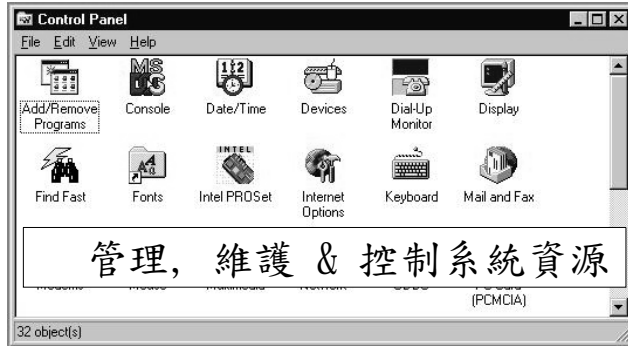 Control Panel
File Edit View Help
Add/Remove Programs
Console
Date/Time
Devices
Dial-Up Monitor
Display
Find Fast
Fonts
Intel PROSet
Internet Options
Keyboard
Mail and Fax
管理, 維護 & 控制系統資源
(PCMCIA)
32 object(s)